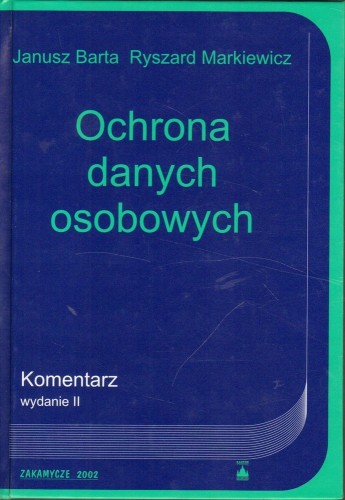 Janusz Barta Ryszard Markiewicz
Ochrona
danych
osobowych
Komentarz
wydanie II
ZAKAMYCZE 2002